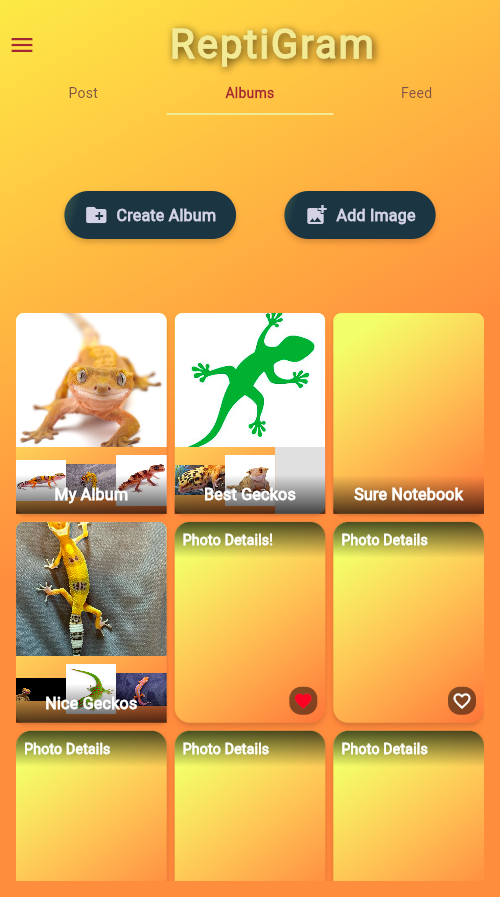 ReptiGram
Post
Albums
Feed
Create Album
Add Image
My Album
Best Geckos
Sure Notebook
Nice Geckos
Photo Details!
Photo Details
Photo Details
Photo Details
Photo Details